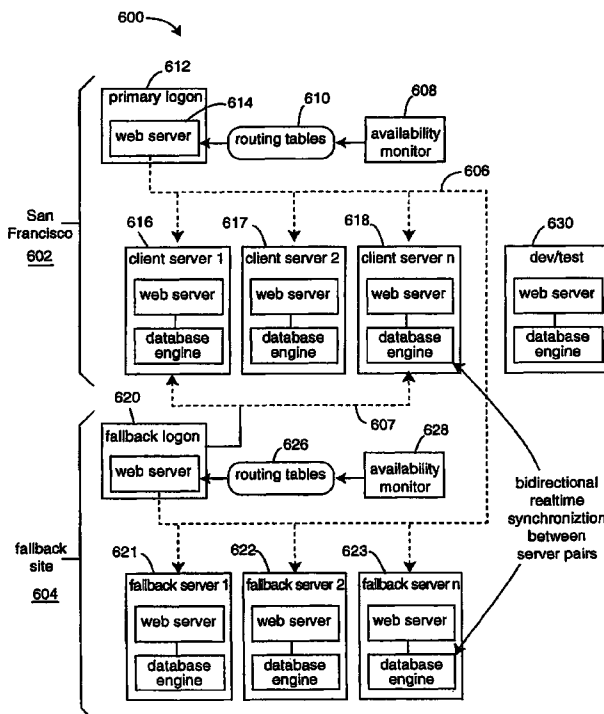 600
612
primary logon
614
web server
610
routing tables
608
availability
monitor
606
San
Francisco
602
616
client server 1
web server
database
engine
617
client server 2
web server
database
engine
618
client server n
web server
database
engine
630
dev/test
web server
database
engine
607
620
fallback logon
web server
626
routing tables
628
availability
monitor
bidirectional
realtime
synchroniztion
between
server pairs
fallback
site
604
621
fallback server 1
web server
database
engine
622
fallback server 2
web server
database
engine
623
fallback server n
web server
database
engine